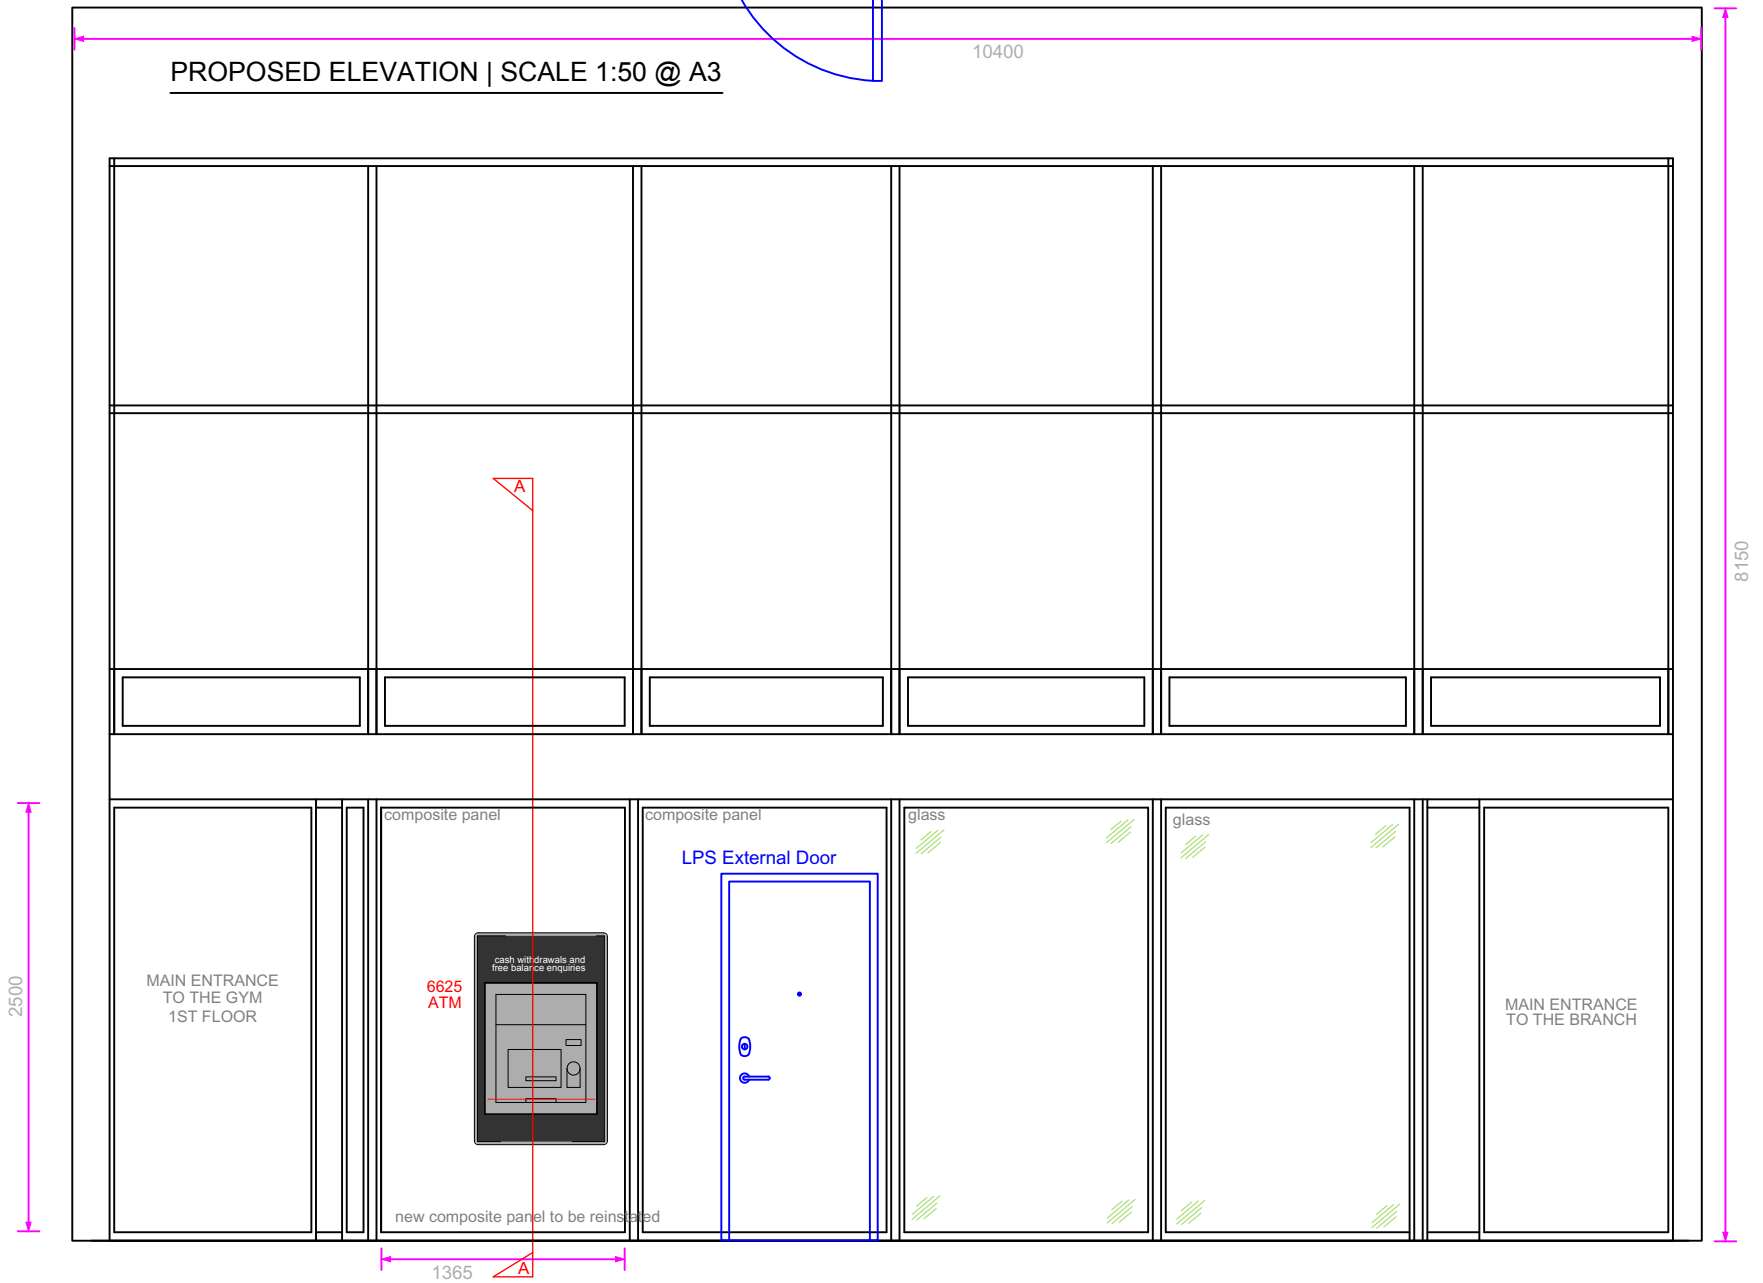 10400
PROPOSED ELEVATION | SCALE 1:50 @ A3
A
8150
composite panel
composite panel
glass
glass
LPS External Door
cash withdrawals and
free balance enquiries
6625
ATM
MAIN ENTRANCE
TO THE GYM
1ST FLOOR
2500
MAIN ENTRANCE
TO THE BRANCH
new composite panel to be reinstated
1365
A